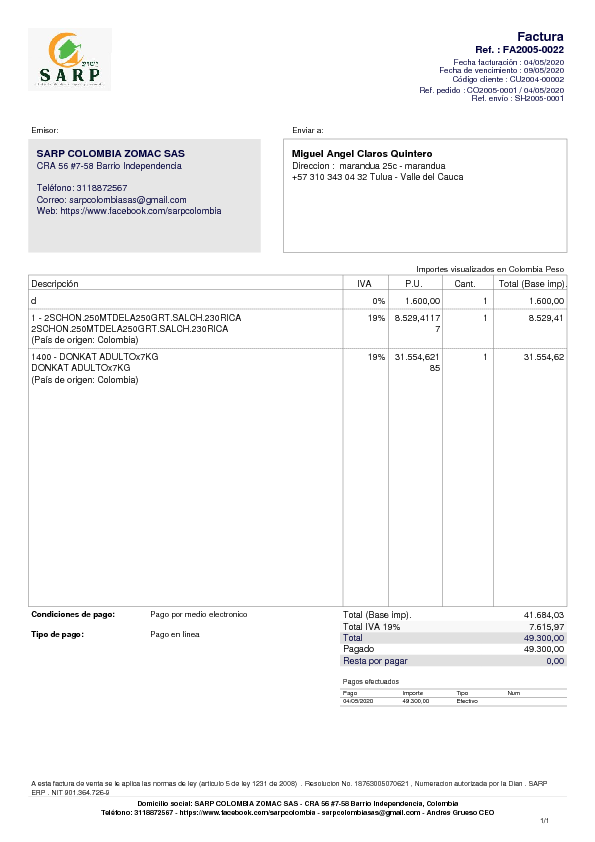 SARP
Factura
Ref. : FA2005-0022
Fecha facturación : 04/05/2020
Fecha de vencimiento : 09/05/2020
Código cliente : CU2004-00002
Ref. pedido : CO2005-0001 / 04/05/2020
Ref. envío : SH2005-0001
Emisor:
Enviar a:
SARP COLOMBIA ZOMAC SAS
CRA 56 #7-58 Barrio Independencia
Teléfono: 3118872567
Correo: sarpcolombiasas@gmail.com
Web: https://www.facebook.com/sarpcolombia
Miguel Angel Claros Quintero
Direccion : marandua 25c - marandua
+57 310 343 04 32 Tulua - Valle del Cauca
Importes visualizados en Colombia Peso
Descripción IVA P.U. Cant. Total (Base imp).
d 0% 1.600,00 1 1.600,00
1 - 2SCHON.250MTDELA250GRT.SALCH.230RICA 19% 8.529,4117 1 8.529,41
2SCHON.250MTDELA250GRT.SALCH.230RICA 7
(País de origen: Colombia)
1400 - DONKAT ADULTOx7KG 19% 31.554,621 1 31.554,62
DONKAT ADULTOx7KG 85
(País de origen: Colombia)
Condiciones de pago: Pago por medio electronico
Tipo de pago: Pago en línea
Total (Base imp). 41.684,03
Total IVA 19% 7.615,97
Total 49.300,00
Pagado 49.300,00
Resta por pagar 0,00
Pagos efectuados
Pago Importe Tipo Num
04/05/2020 49.300,00 Efectivo
A esta factura de venta se le aplica las normas de ley (artículo 5 de ley 1231 de 2008) . Resolucion No. 18763005070621 , Numeracion autorizada por la Dian . SARP
ERP . NIT 901.364.726-9
Domicilio social: SARP COLOMBIA ZOMAC SAS - CRA 56 #7-58 Barrio Independencia, Colombia
Teléfono: 3118872567 - https://www.facebook.com/sarpcolombia - sarpcolombiasas@gmail.com - Andres Grueso CEO
1/1